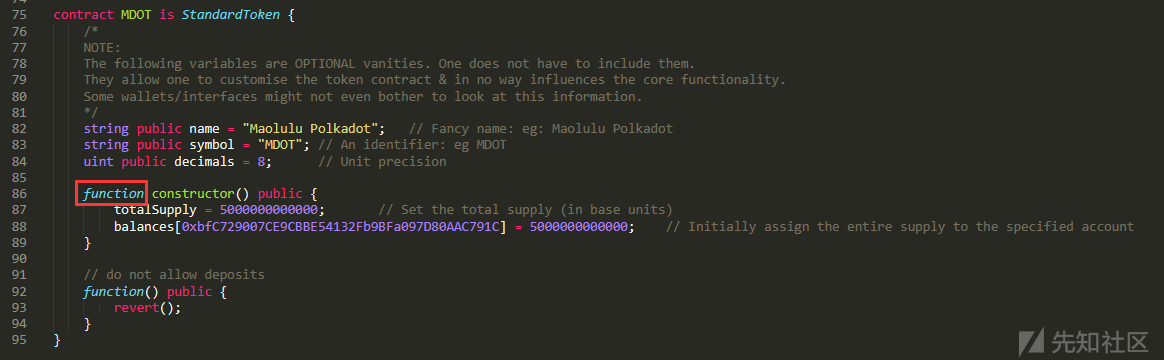 75 contract MDOT is StandardToken {
76 /*
77 NOTE:
78 The following variables are OPTIONAL vanities. One does not have to include them.
79 They allow one to customise the token contract & in no way influences the core functionality.
80 Some wallets/interfaces might not even bother to look at this information.
81 */
82 string public name = "Maolulu Polkadot"; // Fancy name: eg: Maolulu Polkadot
83 string public symbol = "MDOT"; // An identifier: eg MDOT
84 uint public decimals = 8; // Unit precision
85
86 function constructor() public {
87 totalSupply = 5000000000000; // Set the total supply (in base units)
88 balances[0xbfC729007CE9CBBE54132Fb9BFa097D80AAC791C] = 5000000000000; // Initially assign the entire supply to the specified account
89 }
90
91 // do not allow deposits
92 function() public {
93 revert();
94 }
95 }
先知社区